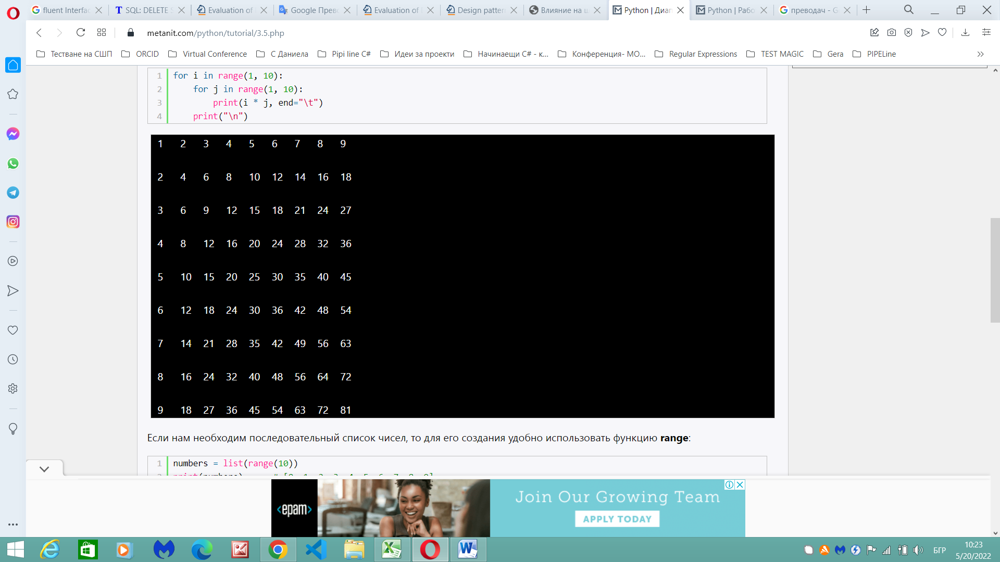 fluent Interfac
SQL: DELETE S
Evaluation of
Google Прево
Evaluation of
Design patter
Влияние на ш
Python | Диап
Python | Рабо
преводач - G
metanit.com/python/tutorial/3.5.php
Тестване на СШП
ORCID
Virtual Conference
С Даниела
Pipi line C#
Идеи за проекти
Начинаещи C# - к...
Конференция- МО...
Regular Expressions
TEST MAGIC
Gera
PIPELine
1 for i in range(1, 10):
2 for j in range(1, 10):
3 print(i * j, end="\t")
4 print("\n")
1 2 3 4 5 6 7 8 9
2 4 6 8 10 12 14 16 18
3 6 9 12 15 18 21 24 27
4 8 12 16 20 24 28 32 36
5 10 15 20 25 30 35 40 45
6 12 18 24 30 36 42 48 54
7 14 21 28 35 42 49 56 63
8 16 24 32 40 48 56 64 72
9 18 27 36 45 54 63 72 81
Если нам необходим последовательный список чисел, то для его создания удобно использовать функцию range:
1 numbers = list(range(10))
<epam>
Join Our Growing Team
APPLY TODAY
БГР
10:23
5/20/2022